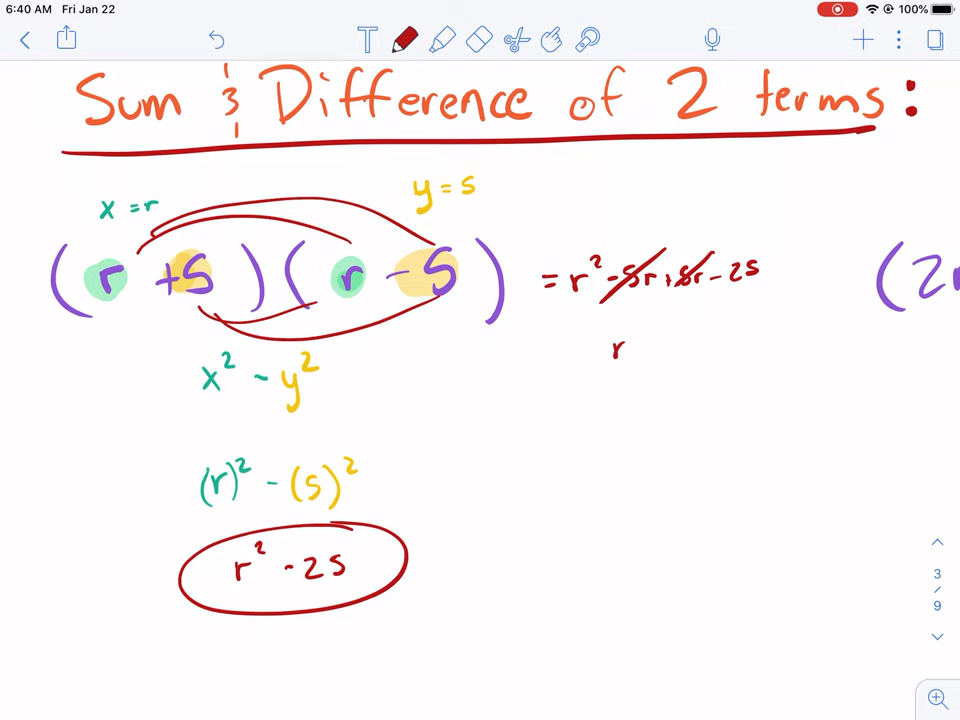 6:40 AM Fri Jan 22 100%
Sum & Difference of 2 terms:
x = r
y = s
(r + s)(r - s) = r² - sr + sr - 2s
(2r
r
x² - y²
(r)² - (s)²
r² - 2s
3
/
9